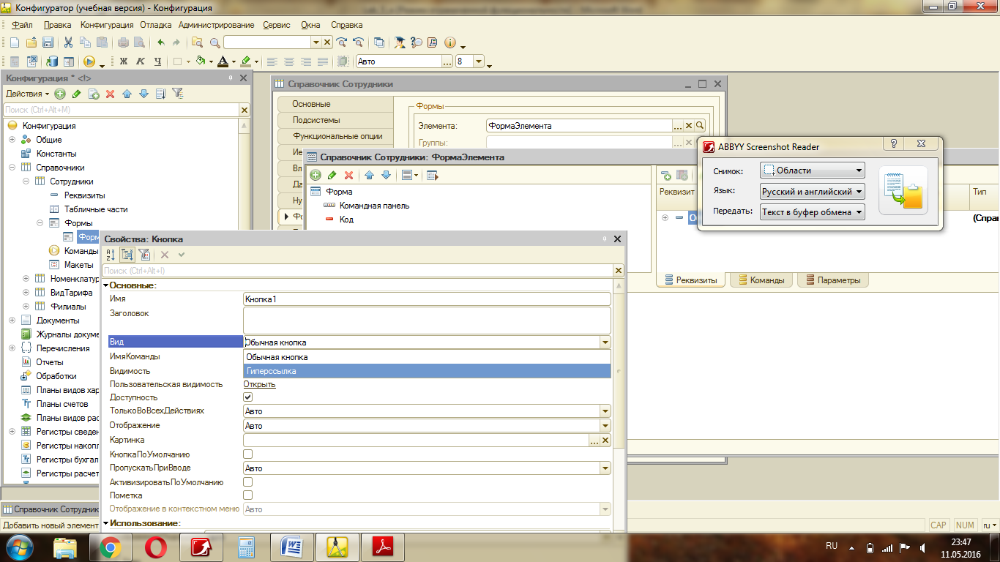 Конфигуратор (учебная версия) - Конфигурация
Файл Правка Конфигурация Отладка Администрирование Сервис Окна Справка
Ж К Ч Авто 8
Конфигурация * <!>
Действия
Поиск (Ctrl+Alt+M)
Конфигурация
Общие
Константы
Справочники
Сотрудники
Реквизиты
Табличные части
Формы
Форм
Команды
Макеты
Номенклатур
ВидТарифа
Филиалы
Документы
Журналы докуме
Перечисления
Отчеты
Обработки
Планы видов хар
Планы счетов
Планы видов рас
Регистры сведен
Регистры накопл
Регистры бухгал
Регистры расчет
Справочник Сотрудник
Добавить новый элемент
Справочник Сотрудники
Основные
Подсистемы
Функциональные опции
Формы
Элемента: ФормаЭлемента
Группы:
Справочник Сотрудники: ФормаЭлемента
Форма
Командная панель
Код
Реквизит
Тип
(Спра
Реквизиты Команды Параметры
ABBYY Screenshot Reader
Снимок: Области
Язык: Русский и английский
Передать: Текст в буфер обмена
Свойства: Кнопка
Поиск (Ctrl+Alt+I)
Основные:
Имя Кнопка1
Заголовок
Вид Обычная кнопка
ИмяКоманды Обычная кнопка
Видимость Гиперссылка
Пользовательская видимость Открыть
Доступность
ТолькоВоВсехДействиях Авто
Отображение Авто
Картинка
КнопкаПоУмолчанию
ПропускатьПриВводе Авто
АктивизироватьПоУмолчанию
Пометка
Отображение в контекстном меню Авто
Использование:
CAP NUM ru
RU 23:47
11.05.2016